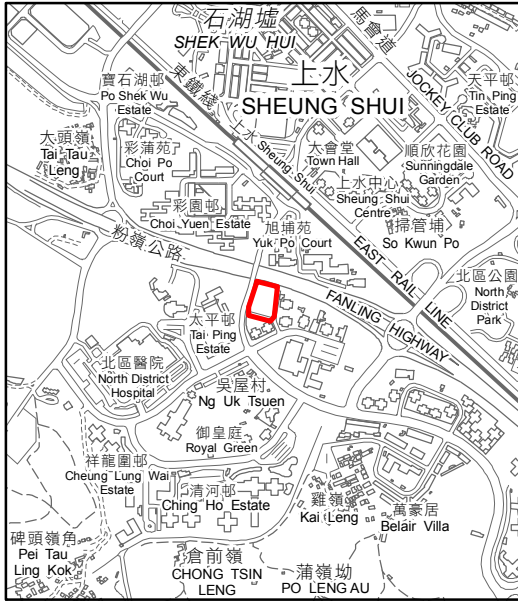 石湖墟
SHEK WU HUI
馬會道
JOCKEY CLUB ROAD
天平邨
Tin Ping
Estate
寶石湖邨
Po Shek Wu
Estate
東鐵綫
上水
SHEUNG SHUI
大頭嶺
Tai Tau
Leng
彩蒲苑
Choi Po
Court
上水 Sheung Shui
大會堂
Town Hall
順欣花園
Sunningdale
Garden
上水中心
Sheung Shui
Centre
掃管埔
So Kwun Po
彩園邨
Choi Yuen Estate
旭埔苑
Yuk Po Court
EAST RAIL LINE
粉嶺公路
FANLING HIGHWAY
北區公園
North
District
Park
太平邨
Tai Ping
Estate
北區醫院
North District
Hospital
吳屋村
Ng Uk Tsuen
御皇庭
Royal Green
祥龍圍邨
Cheung Lung Wai
Estate
清河邨
Ching Ho Estate
雞嶺
Kai Leng
萬豪居
Belair Villa
碑頭嶺角
Pei Tau
Ling Kok
倉前嶺
CHONG TSIN
LENG
蒲嶺坳
PO LENG AU